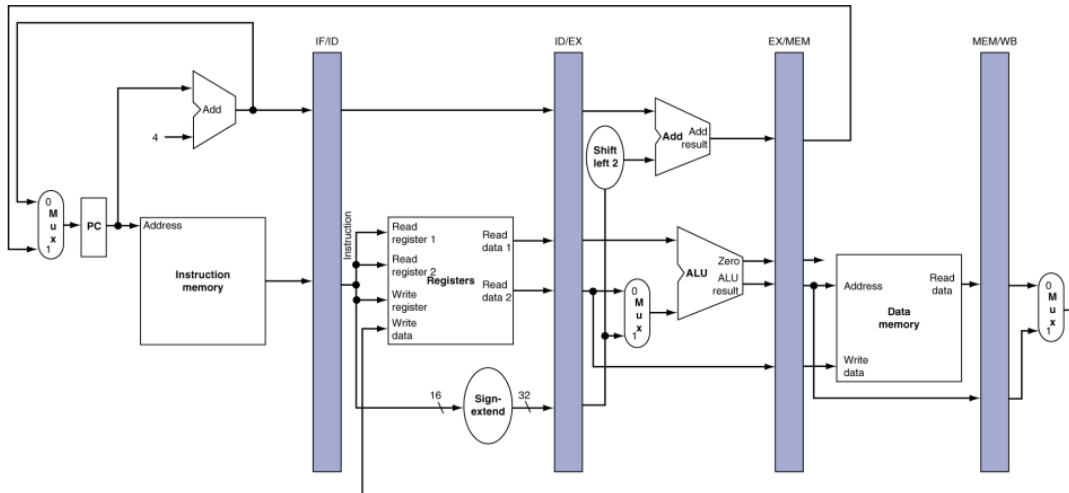 IF/ID
ID/EX
EX/MEM
MEM/WB
Add
4
Add
Add
result
Shift
left 2
0
M
u
x
1
PC
Address
Instruction
memory
Instruction
Read
register 1
Read
register 2
Registers
Write
register
Write
data
Read
data 1
Read
data 2
16
Sign-
extend
32
0
M
u
x
1
ALU
Zero
ALU
result
Address
Read
data
Data
memory
Write
data
0
M
u
x
1